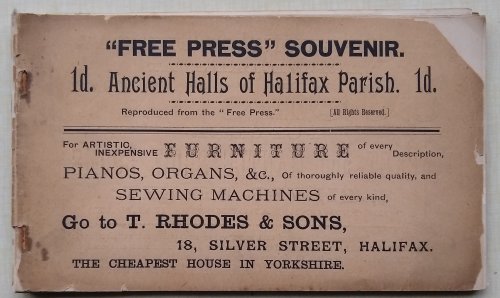 "FREE PRESS" SOUVENIR.
1d. Ancient Halls of Halifax Parish. 1d.
Reproduced from the "Free Press." [All Rights Reserved.]
For ARTISTIC, INEXPENSIVE FURNITURE of every Description,
PIANOS, ORGANS, &C., Of thoroughly reliable quality, and
SEWING MACHINES of every kind,
Go to T. RHODES & SONS,
18, SILVER STREET, HALIFAX.
THE CHEAPEST HOUSE IN YORKSHIRE.